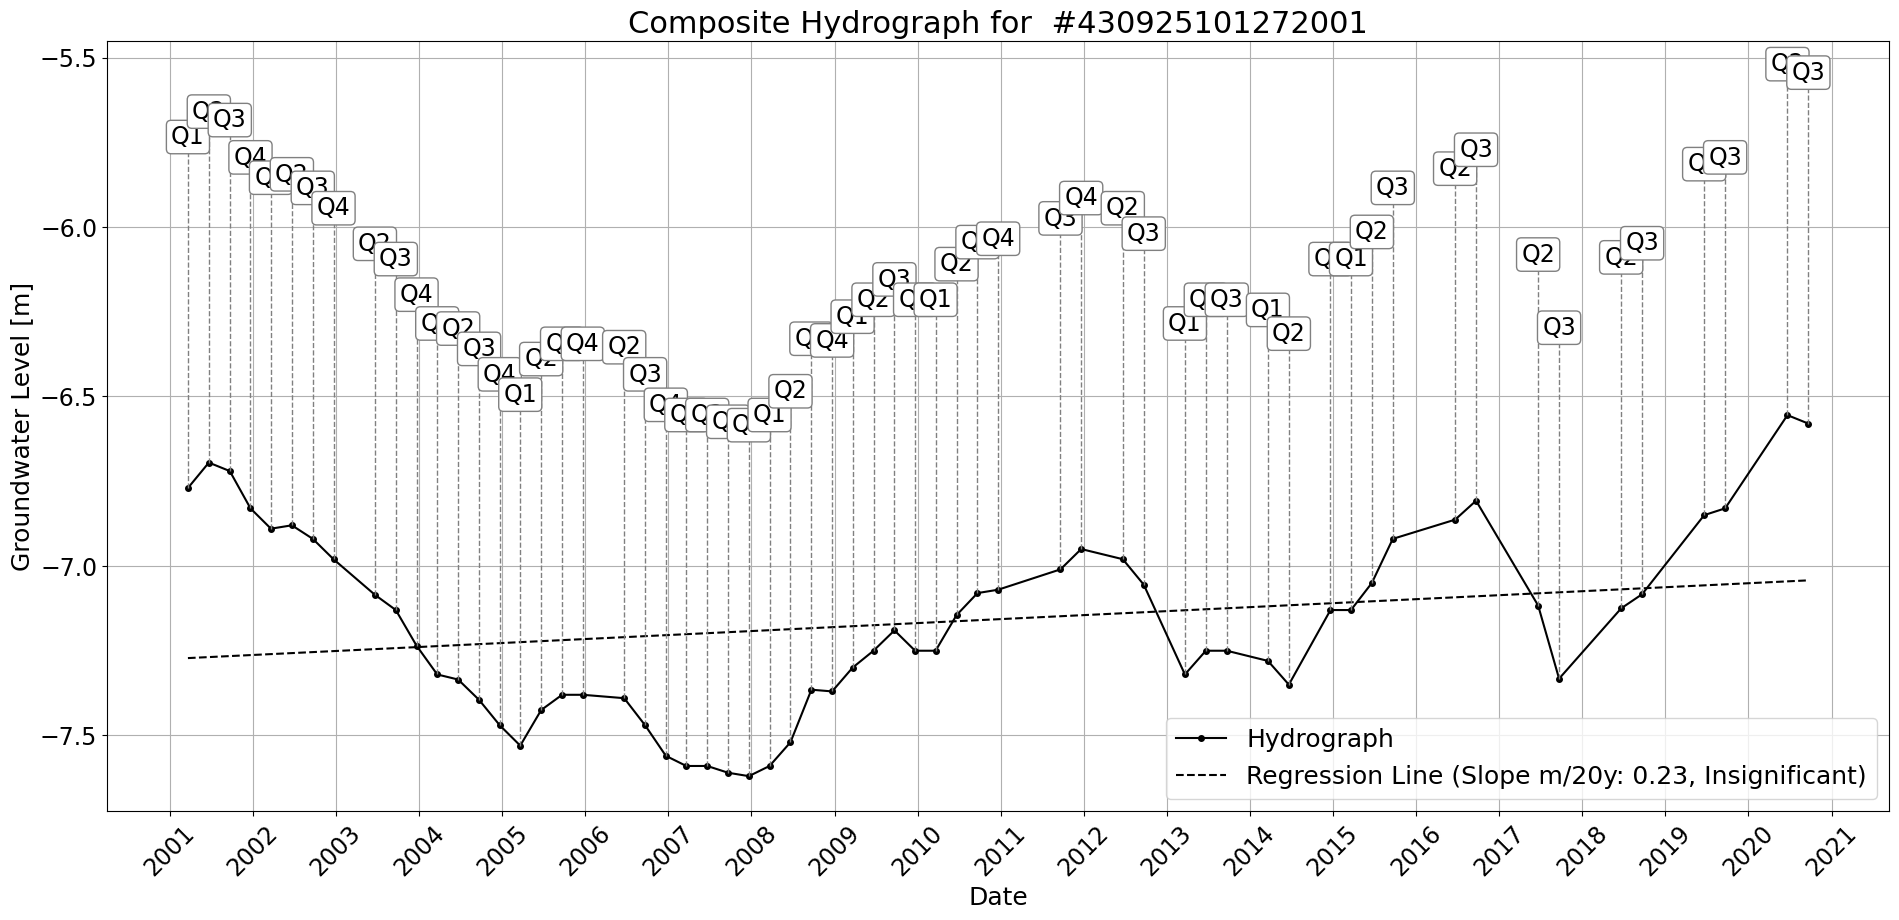 Composite Hydrograph for  #430925101272001
Groundwater Level [m]
−5.5
−6.0
−6.5
−7.0
−7.5
Q1
Q3
Q4
Q3
Q4
Q3
Q4
Q2
Q3
Q4
Q1
Q2
Q4
Q2
Q3
Q1
Q2
Q4
Q1
Q2
Q3
Q1
Q2
Q4
Q3
Q4
Q2
Q3
Q1
Q3
Q1
Q2
Q1
Q2
Q3
Q2
Q3
Q2
Q3
Q2
Q3
Q3
Q3
Hydrograph
Regression Line (Slope m/20y: 0.23, Insignificant)
2001
2002
2003
2004
2005
2006
2007
2008
2009
2010
2011
2012
2013
2014
2015
2016
2017
2018
2019
2020
2021
Date